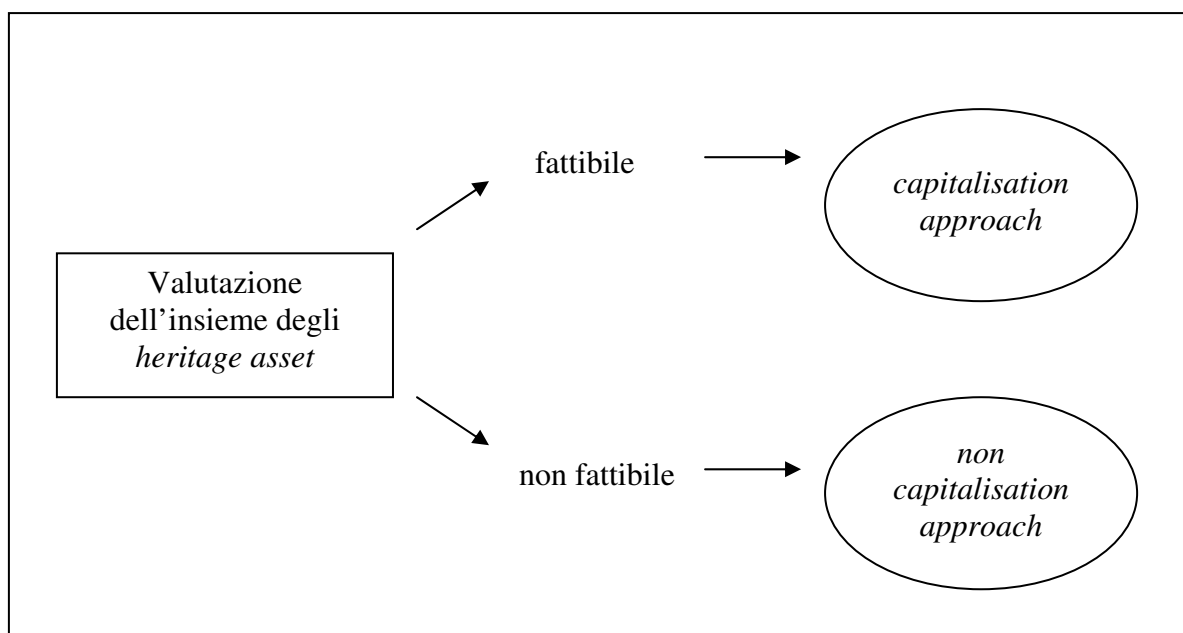 Valutazione
dell’insieme degli
heritage asset
fattibile
capitalisation
approach
non fattibile
non
capitalisation
approach